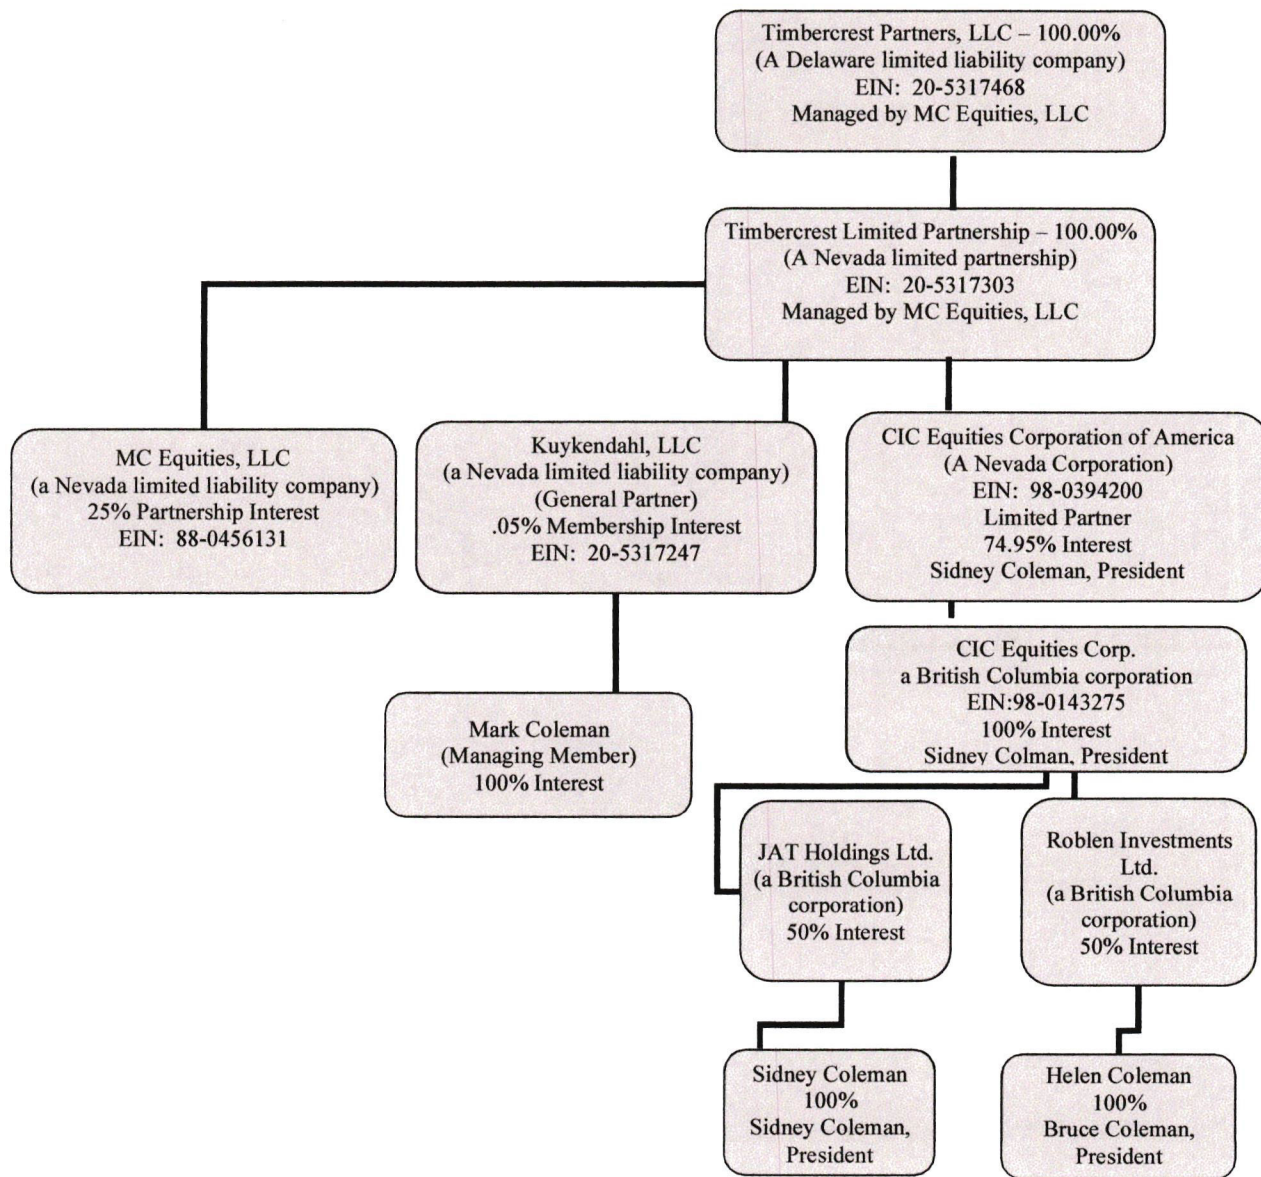 Timbercrest Partners, LLC – 100.00%
(A Delaware limited liability company)
EIN: 20-5317468
Managed by MC Equities, LLC
Timbercrest Limited Partnership – 100.00%
(A Nevada limited partnership)
EIN: 20-5317303
Managed by MC Equities, LLC
MC Equities, LLC
(a Nevada limited liability company)
25% Partnership Interest
EIN: 88-0456131
Kuykendahl, LLC
(a Nevada limited liability company)
(General Partner)
.05% Membership Interest
EIN: 20-5317247
CIC Equities Corporation of America
(A Nevada Corporation)
EIN: 98-0394200
Limited Partner
74.95% Interest
Sidney Coleman, President
Mark Coleman
(Managing Member)
100% Interest
CIC Equities Corp.
a British Columbia corporation
EIN:98-0143275
100% Interest
Sidney Colman, President
JAT Holdings Ltd.
(a British Columbia
corporation)
50% Interest
Roblen Investments
Ltd.
(a British Columbia
corporation)
50% Interest
Sidney Coleman
100%
Sidney Coleman,
President
Helen Coleman
100%
Bruce Coleman,
President